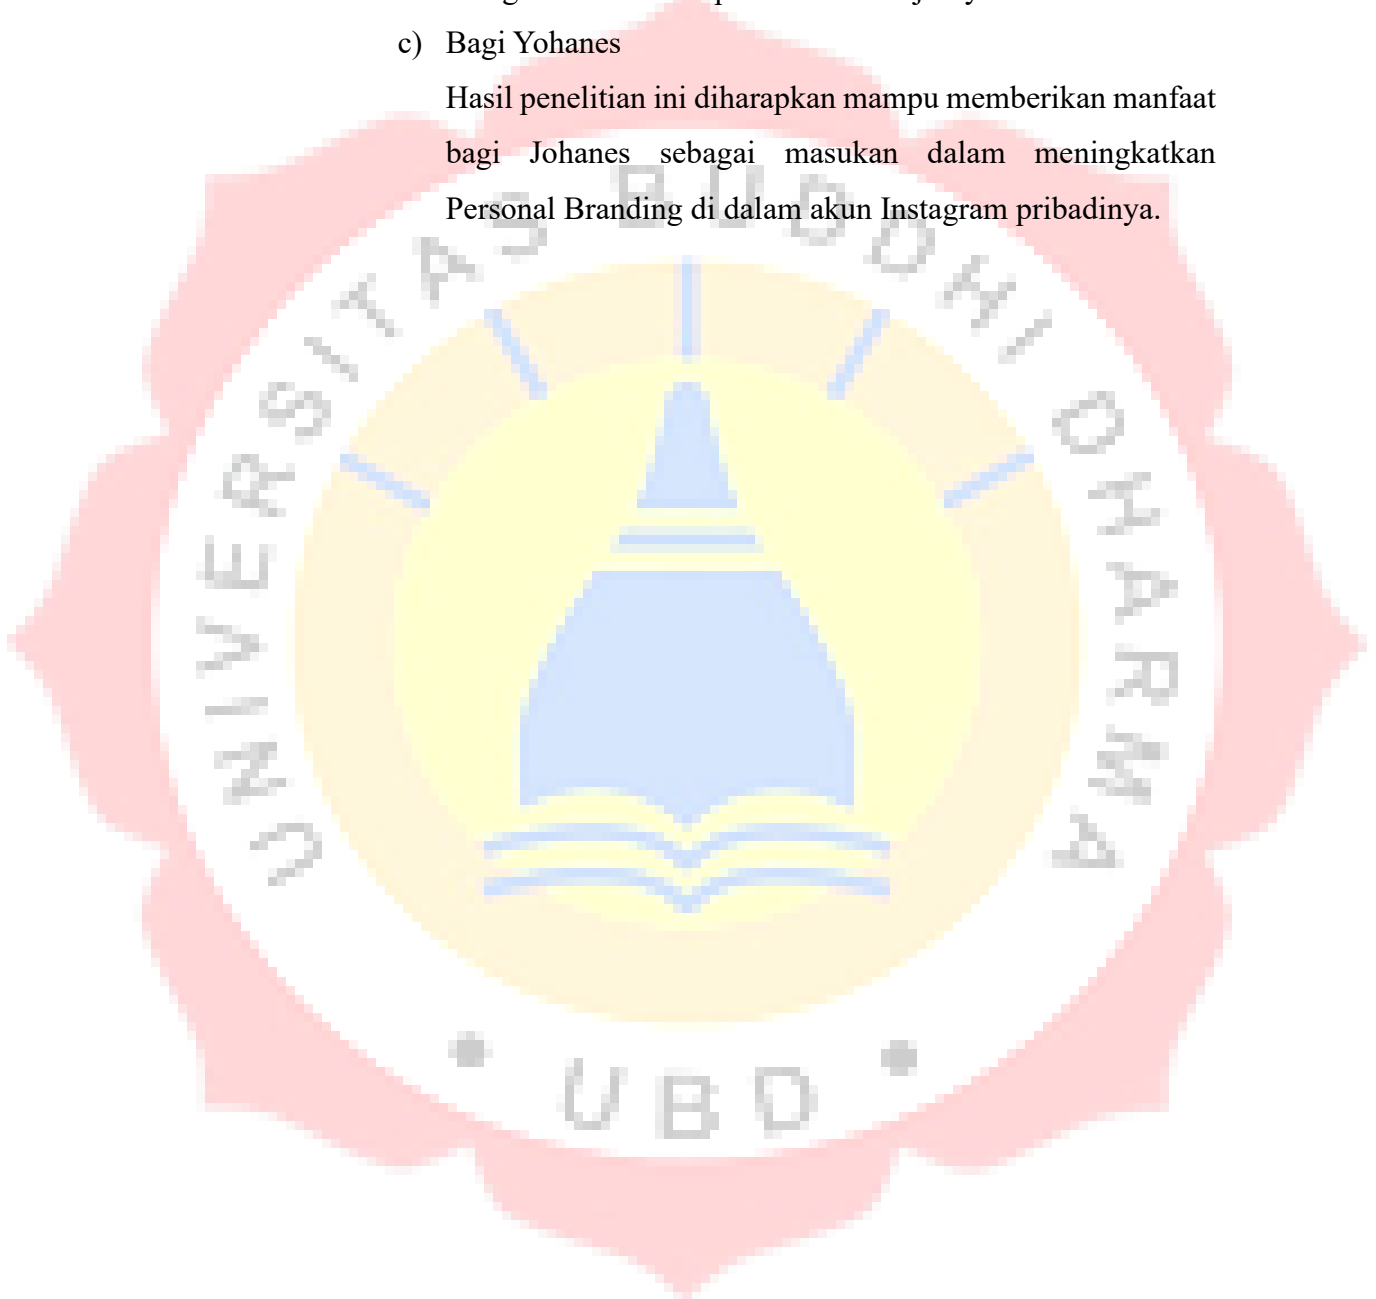 c) Bagi Yohanes
Hasil penelitian ini diharapkan mampu memberikan manfaat
bagi Johanes sebagai masukan dalam meningkatkan
Personal Branding di dalam akun Instagram pribadinya.
UNIVERSITAS BUDDHI DHARMA
• UBD •